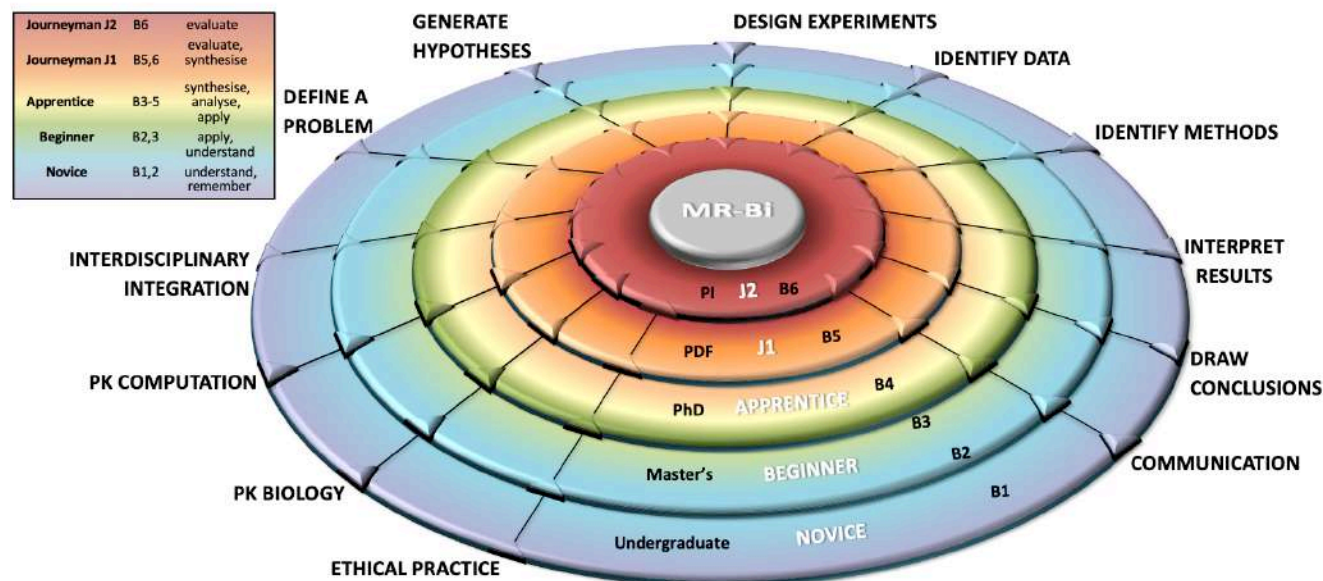 Journeyman J2 B6 evaluate
Journeyman J1 B5,6 evaluate,
synthesise
Apprentice B3-5 synthesise,
analyse,
apply
Beginner B2,3 apply,
understand
Novice B1,2 understand,
remember
GENERATE
HYPOTHESES
DESIGN EXPERIMENTS
IDENTIFY DATA
DEFINE A
PROBLEM
IDENTIFY METHODS
INTERDISCIPLINARY
INTEGRATION
INTERPRET
RESULTS
PK COMPUTATION
DRAW
CONCLUSIONS
PK BIOLOGY
COMMUNICATION
ETHICAL PRACTICE
MR-Bi
PI J2 B6
PDF J1 B5
PhD APPRENTICE B4
B3
Master's BEGINNER B2
B1
Undergraduate NOVICE